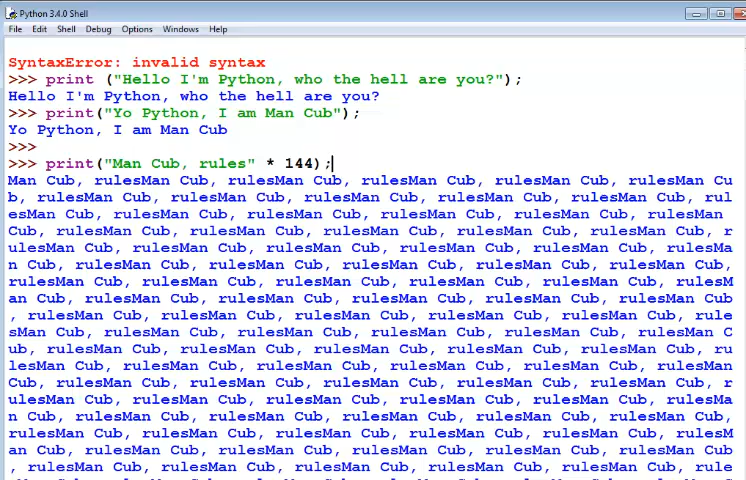 Python 3.4.0 Shell
File Edit Shell Debug Options Windows Help
SyntaxError: invalid syntax
>>> print ("Hello I'm Python, who the hell are you?");
Hello I'm Python, who the hell are you?
>>> print("Yo Python, I am Man Cub");
Yo Python, I am Man Cub
>>>
>>> print("Man Cub, rules" * 144);
Man Cub, rulesMan Cub, rulesMan Cub, rulesMan Cub, rulesMan Cub, rulesMan Cu
b, rulesMan Cub, rulesMan Cub, rulesMan Cub, rulesMan Cub, rulesMan Cub, rul
esMan Cub, rulesMan Cub, rulesMan Cub, rulesMan Cub, rulesMan Cub, rulesMan
Cub, rulesMan Cub, rulesMan Cub, rulesMan Cub, rulesMan Cub, rulesMan Cub, r
ulesMan Cub, rulesMan Cub, rulesMan Cub, rulesMan Cub, rulesMan Cub, rulesMa
n Cub, rulesMan Cub, rulesMan Cub, rulesMan Cub, rulesMan Cub, rulesMan Cub,
rulesMan Cub, rulesMan Cub, rulesMan Cub, rulesMan Cub, rulesMan Cub, rulesM
an Cub, rulesMan Cub, rulesMan Cub, rulesMan Cub, rulesMan Cub, rulesMan Cub
, rulesMan Cub, rulesMan Cub, rulesMan Cub, rulesMan Cub, rulesMan Cub, rule
sMan Cub, rulesMan Cub, rulesMan Cub, rulesMan Cub, rulesMan Cub, rulesMan C
ub, rulesMan Cub, rulesMan Cub, rulesMan Cub, rulesMan Cub, rulesMan Cub, ru
lesMan Cub, rulesMan Cub, rulesMan Cub, rulesMan Cub, rulesMan Cub, rulesMan
Cub, rulesMan Cub, rulesMan Cub, rulesMan Cub, rulesMan Cub, rulesMan Cub, r
ulesMan Cub, rulesMan Cub, rulesMan Cub, rulesMan Cub, rulesMan Cub, rulesMa
n Cub, rulesMan Cub, rulesMan Cub, rulesMan Cub, rulesMan Cub, rulesMan Cub,
rulesMan Cub, rulesMan Cub, rulesMan Cub, rulesMan Cub, rulesMan Cub, rulesM
an Cub, rulesMan Cub, rulesMan Cub, rulesMan Cub, rulesMan Cub, rulesMan Cub
, rulesMan Cub, rulesMan Cub, rulesMan Cub, rulesMan Cub, rulesMan Cub, rule